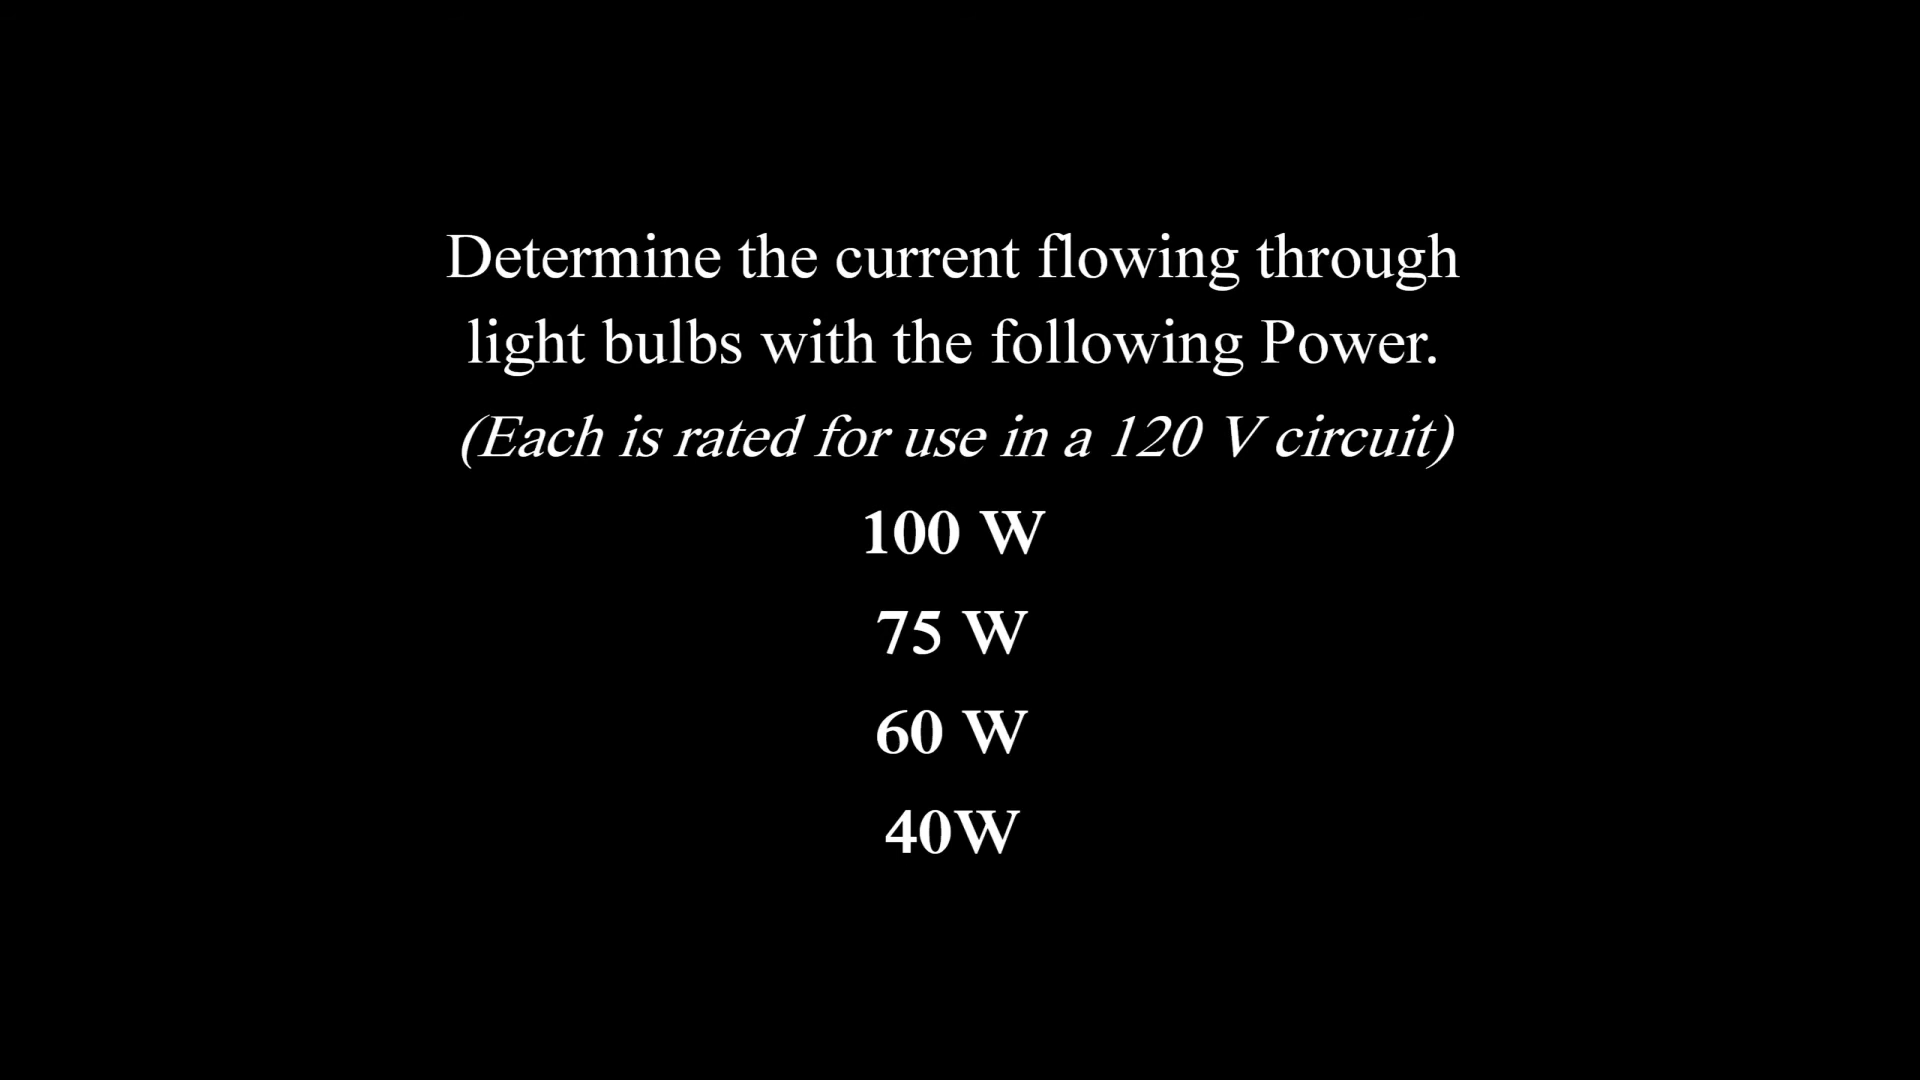 Determine the current flowing through
light bulbs with the following Power.
(Each is rated for use in a 120 V circuit)
100 W
75 W
60 W
40W